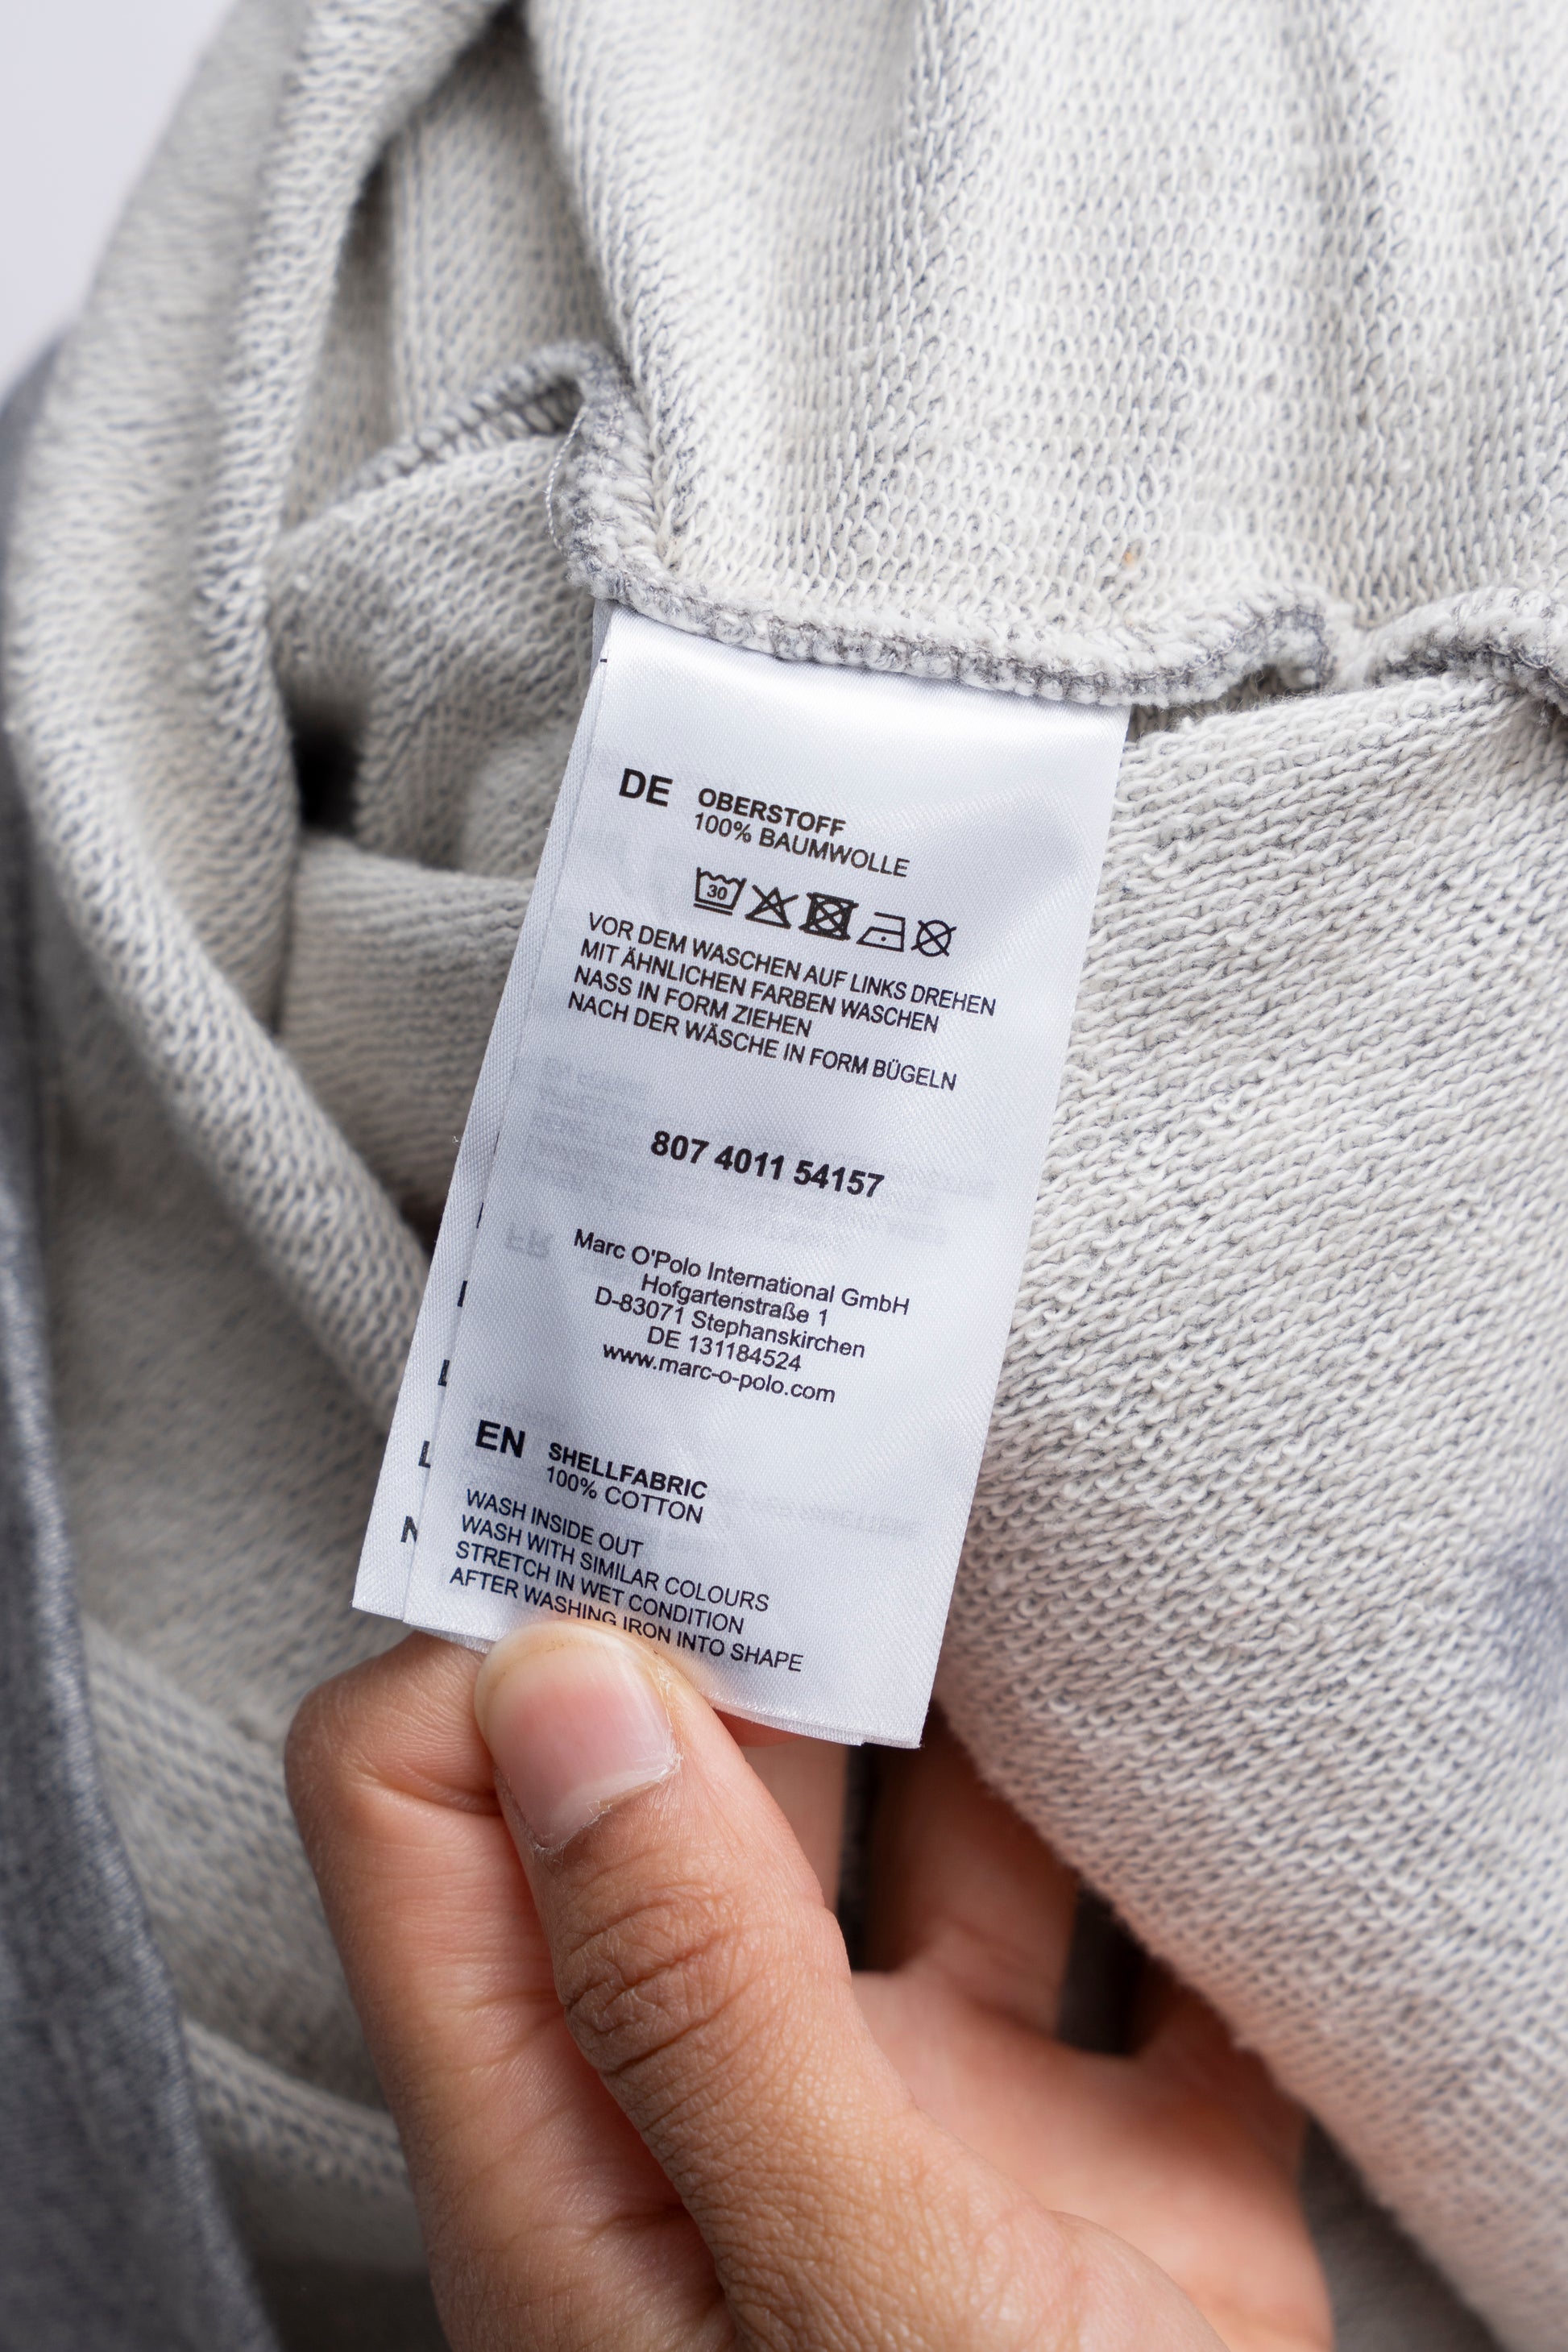 DE OBERSTOFF
100% BAUMWOLLE
30
VOR DEM WASCHEN AUF LINKS DREHEN
MIT ÄHNLICHEN FARBEN WASCHEN
NASS IN FORM ZIEHEN
NACH DER WÄSCHE IN FORM BÜGELN
807 4011 54157
FR
Marc O'Polo International GmbH
Hofgartenstraße 1
D-83071 Stephanskirchen
DE 131184524
www.marc-o-polo.com
EN SHELLFABRIC
100% COTTON
WASH INSIDE OUT
WASH WITH SIMILAR COLOURS
STRETCH IN WET CONDITION
AFTER WASHING IRON INTO SHAPE